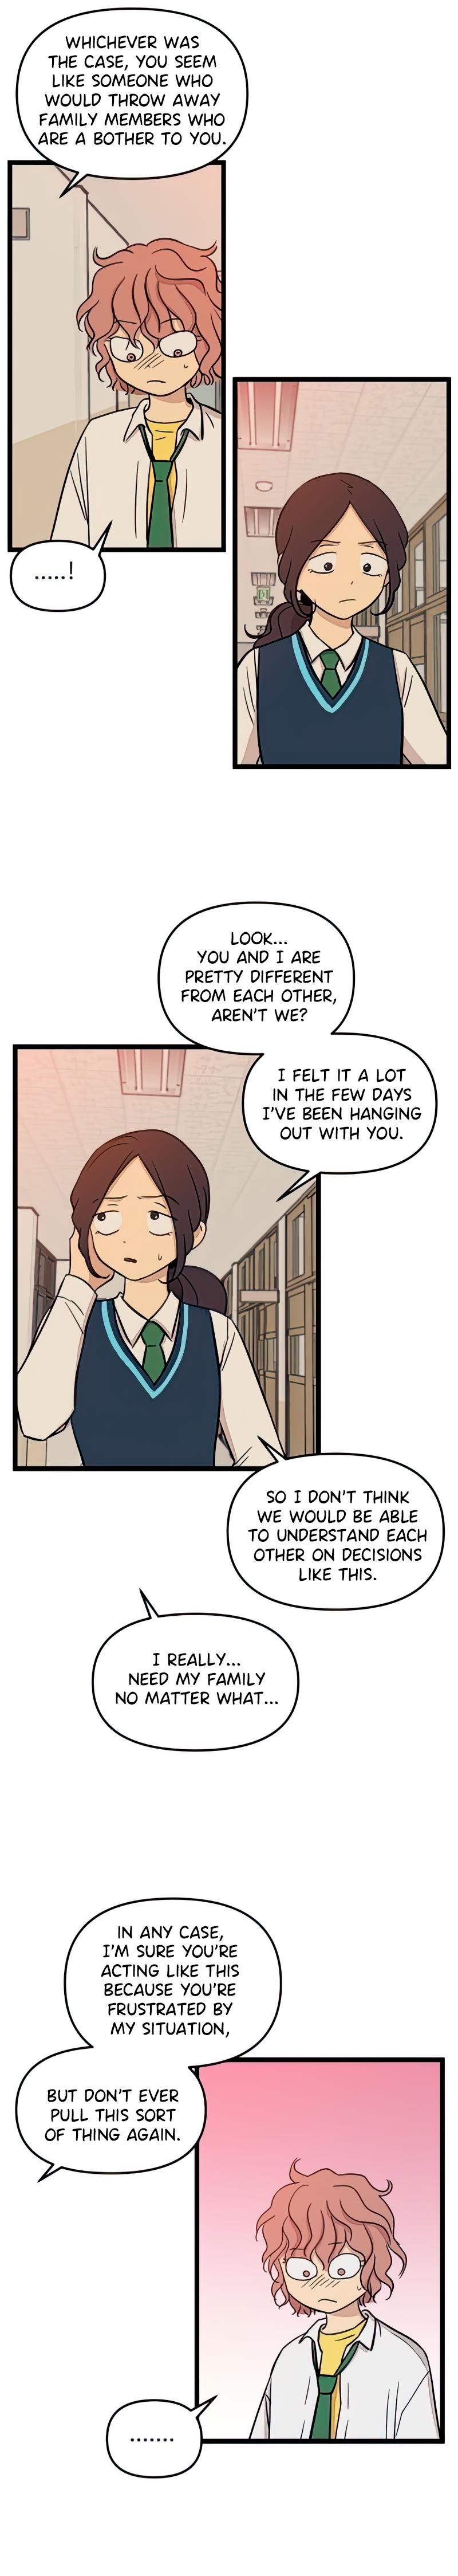 WHICHEVER WAS
THE CASE, YOU SEEM
LIKE SOMEONE WHO
WOULD THROW AWAY
FAMILY MEMBERS WHO
ARE A BOTHER TO YOU.
.....!
LOOK...
YOU AND I ARE
PRETTY DIFFERENT
FROM EACH OTHER,
AREN'T WE?
I FELT IT A LOT
IN THE FEW DAYS
I'VE BEEN HANGING
OUT WITH YOU.
SO I DON'T THINK
WE WOULD BE ABLE
TO UNDERSTAND EACH
OTHER ON DECISIONS
LIKE THIS.
I REALLY...
NEED MY FAMILY
NO MATTER WHAT...
IN ANY CASE,
I'M SURE YOU'RE
ACTING LIKE THIS
BECAUSE YOU'RE
FRUSTRATED BY
MY SITUATION,
BUT DON'T EVER
PULL THIS SORT
OF THING AGAIN.
.......